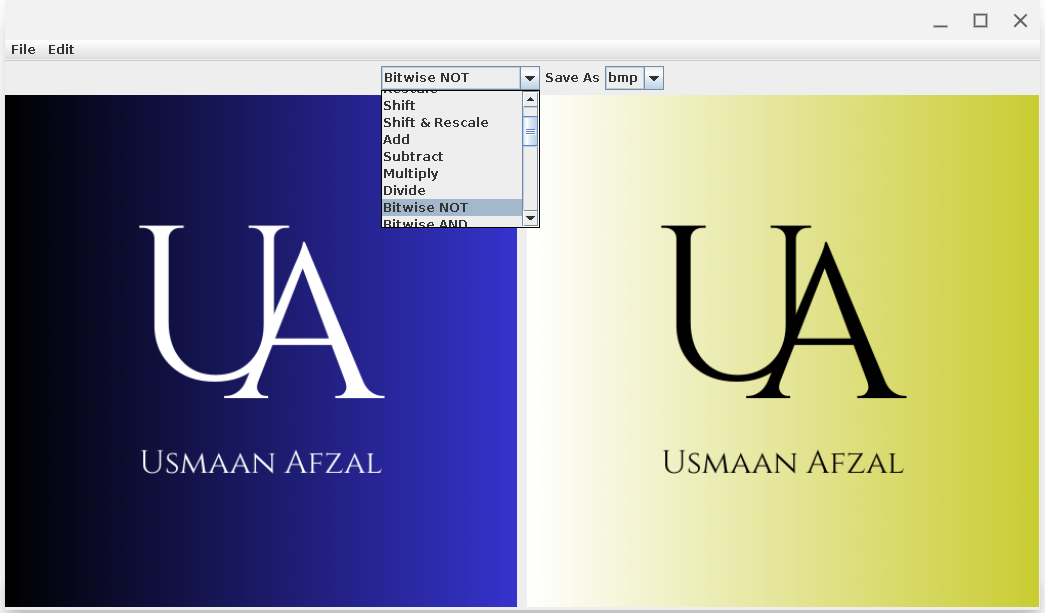 File Edit
Bitwise NOT Save As bmp
Rescale
Shift
Shift & Rescale
Add
Subtract
Multiply
Divide
Bitwise NOT
Bitwise AND
UA
USMAAN AFZAL
UA
USMAAN AFZAL